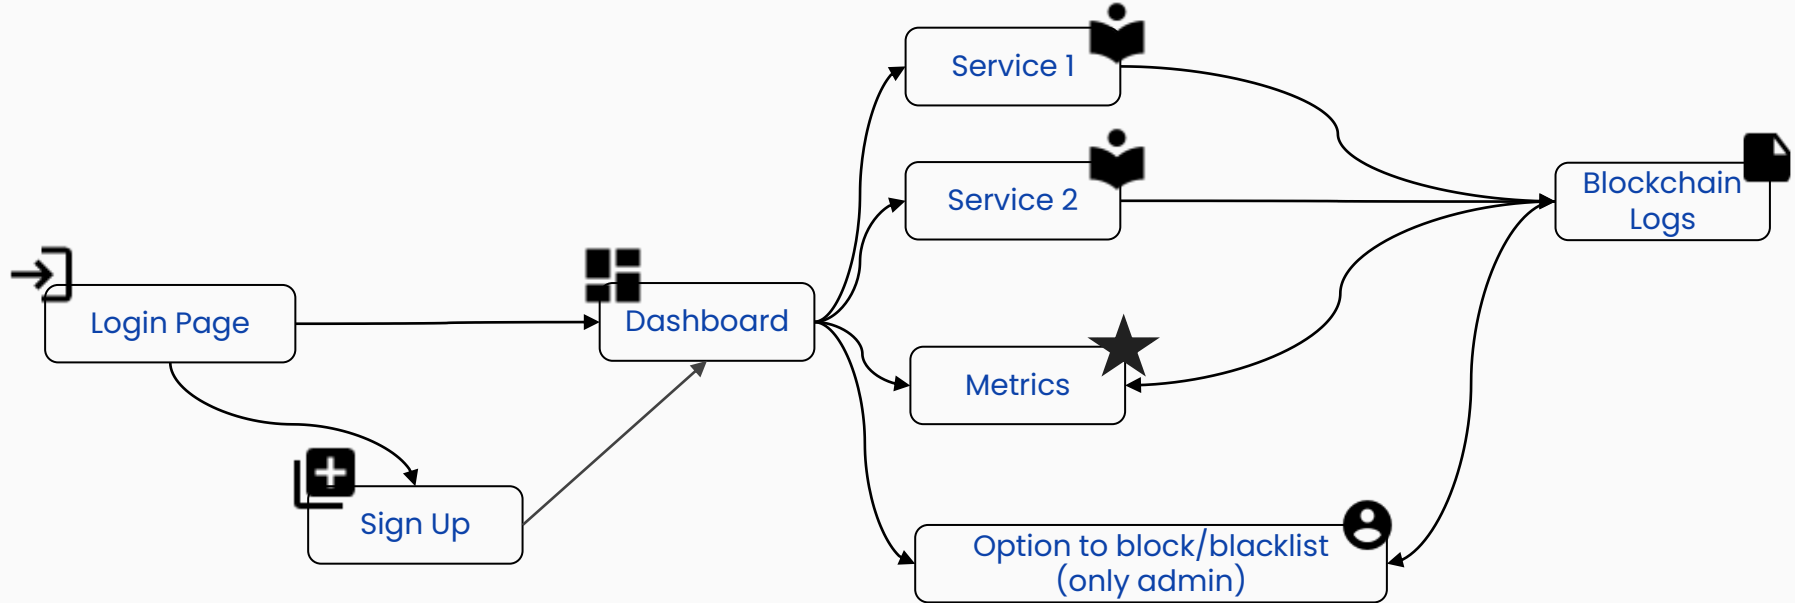 Service 1
Service 2
Blockchain
Logs
Login Page
Dashboard
Metrics
Sign Up
Option to block/blacklist
(only admin)